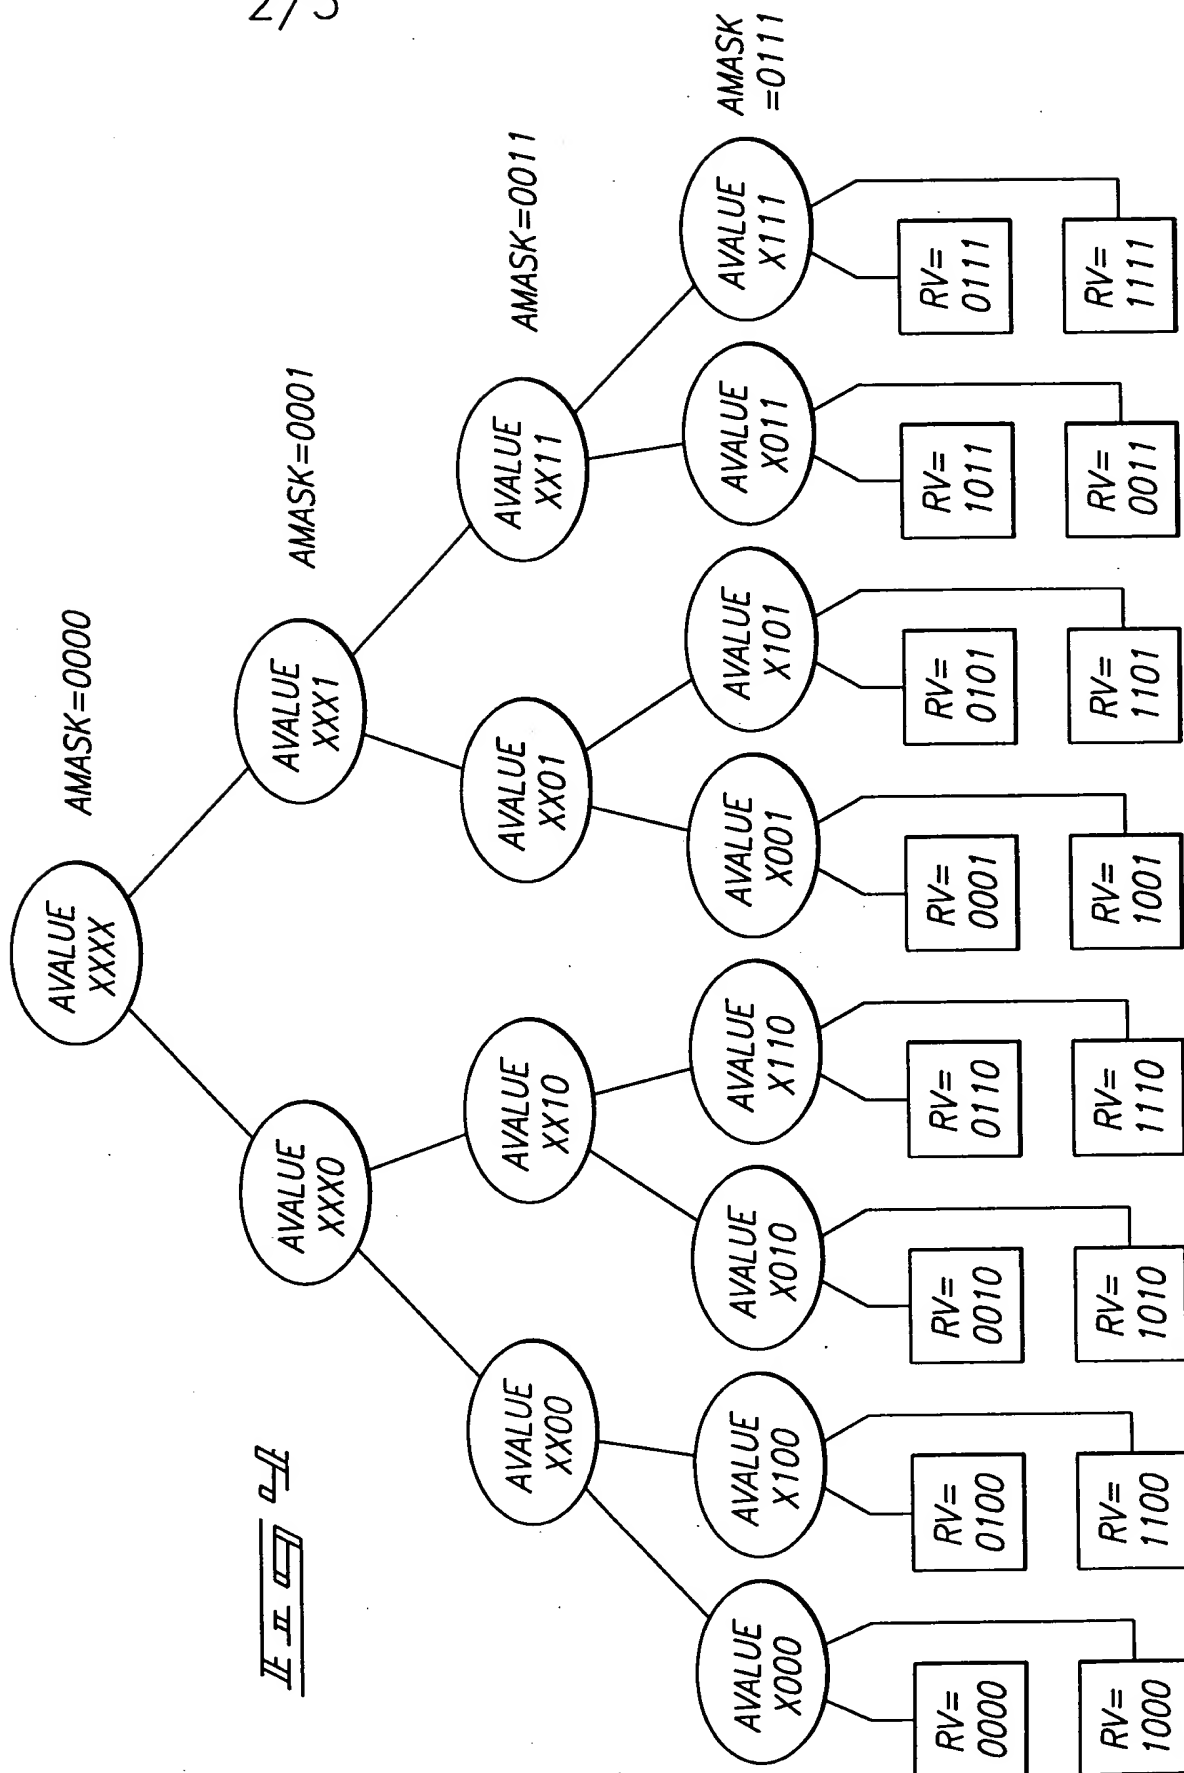 2/5
AMASK=0000
AVALUE
XXXX
AMASK=0001
AVALUE
XXX0
AVALUE
XXX1
AMASK=0011
AVALUE
XX00
AVALUE
XX10
AVALUE
XX01
AVALUE
XX11
AMASK
=0111
AVALUE
X000
AVALUE
X100
AVALUE
X010
AVALUE
X110
AVALUE
X001
AVALUE
X101
AVALUE
X011
AVALUE
X111
RV=
0000
RV=
0100
RV=
0010
RV=
0110
RV=
0001
RV=
0101
RV=
1011
RV=
0111
RV=
1000
RV=
1100
RV=
1010
RV=
1110
RV=
1001
RV=
1101
RV=
0011
RV=
1111
Fig 4